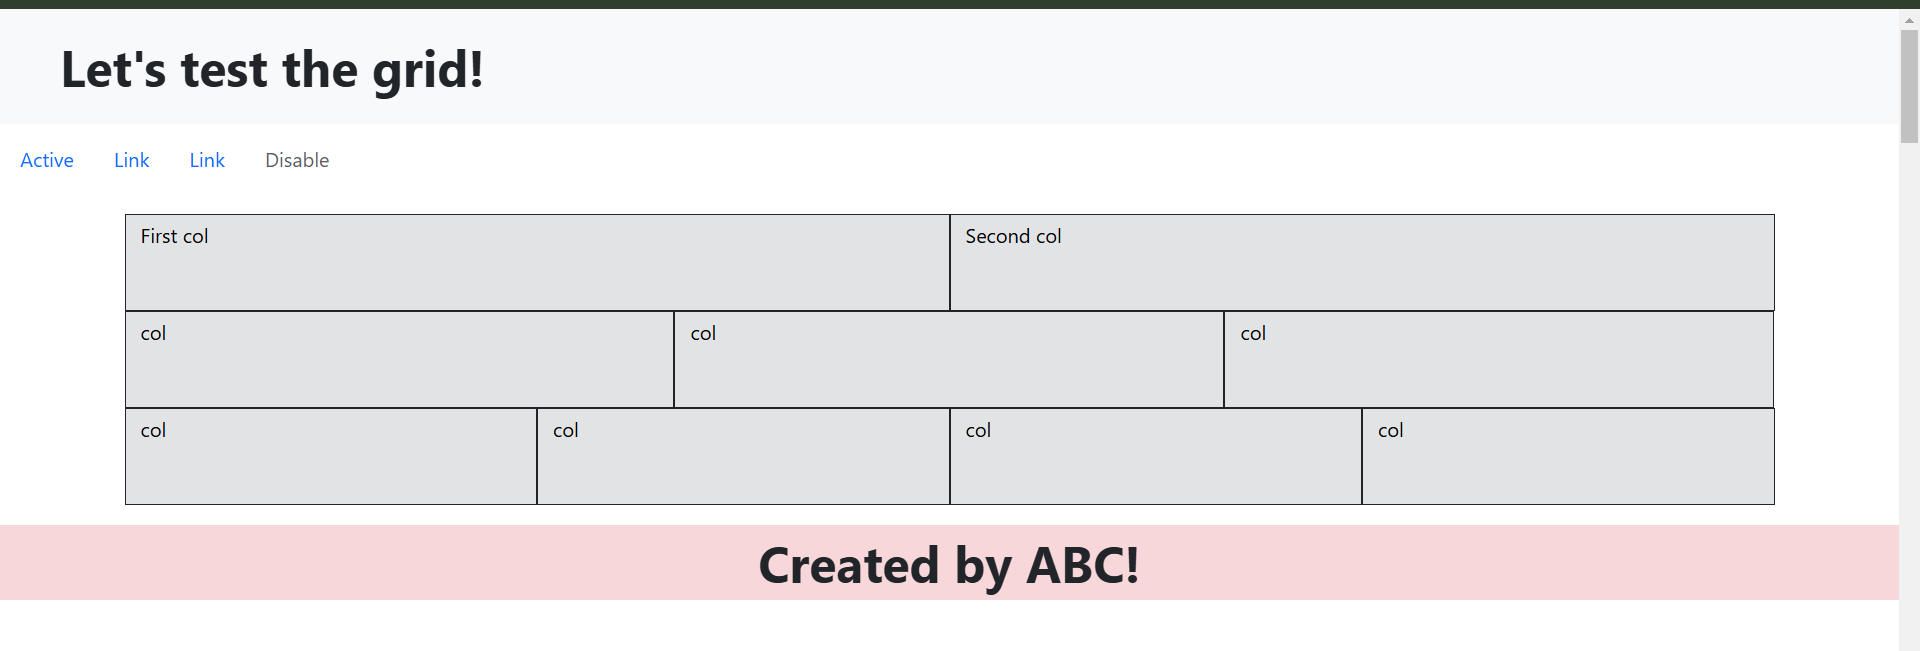 Let's test the grid!
Active Link Link Disable
First col Second col
col col col
col col col col
Created by ABC!